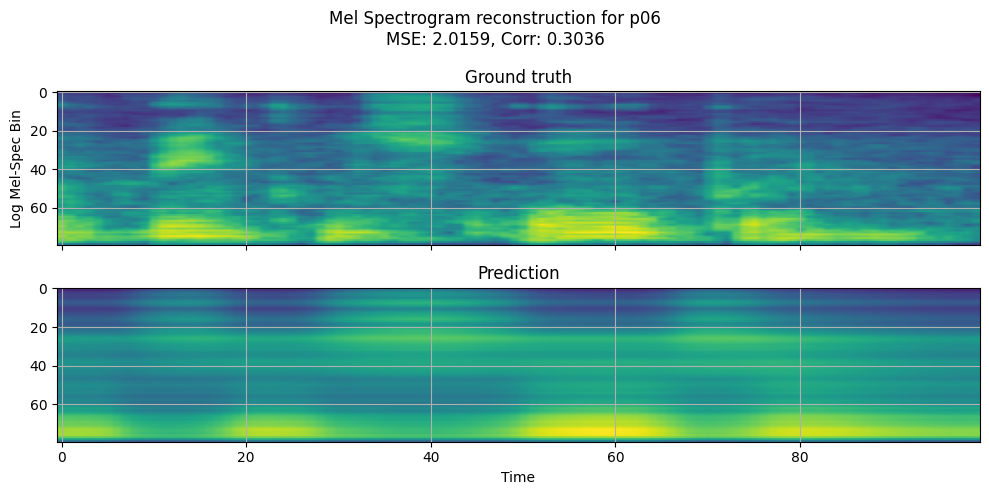 Mel Spectrogram reconstruction for p06
MSE: 2.0159, Corr: 0.3036
Ground truth
0
20
40
60
Log Mel-Spec Bin
Prediction
0
20
40
60
0 20 40 60 80
Time